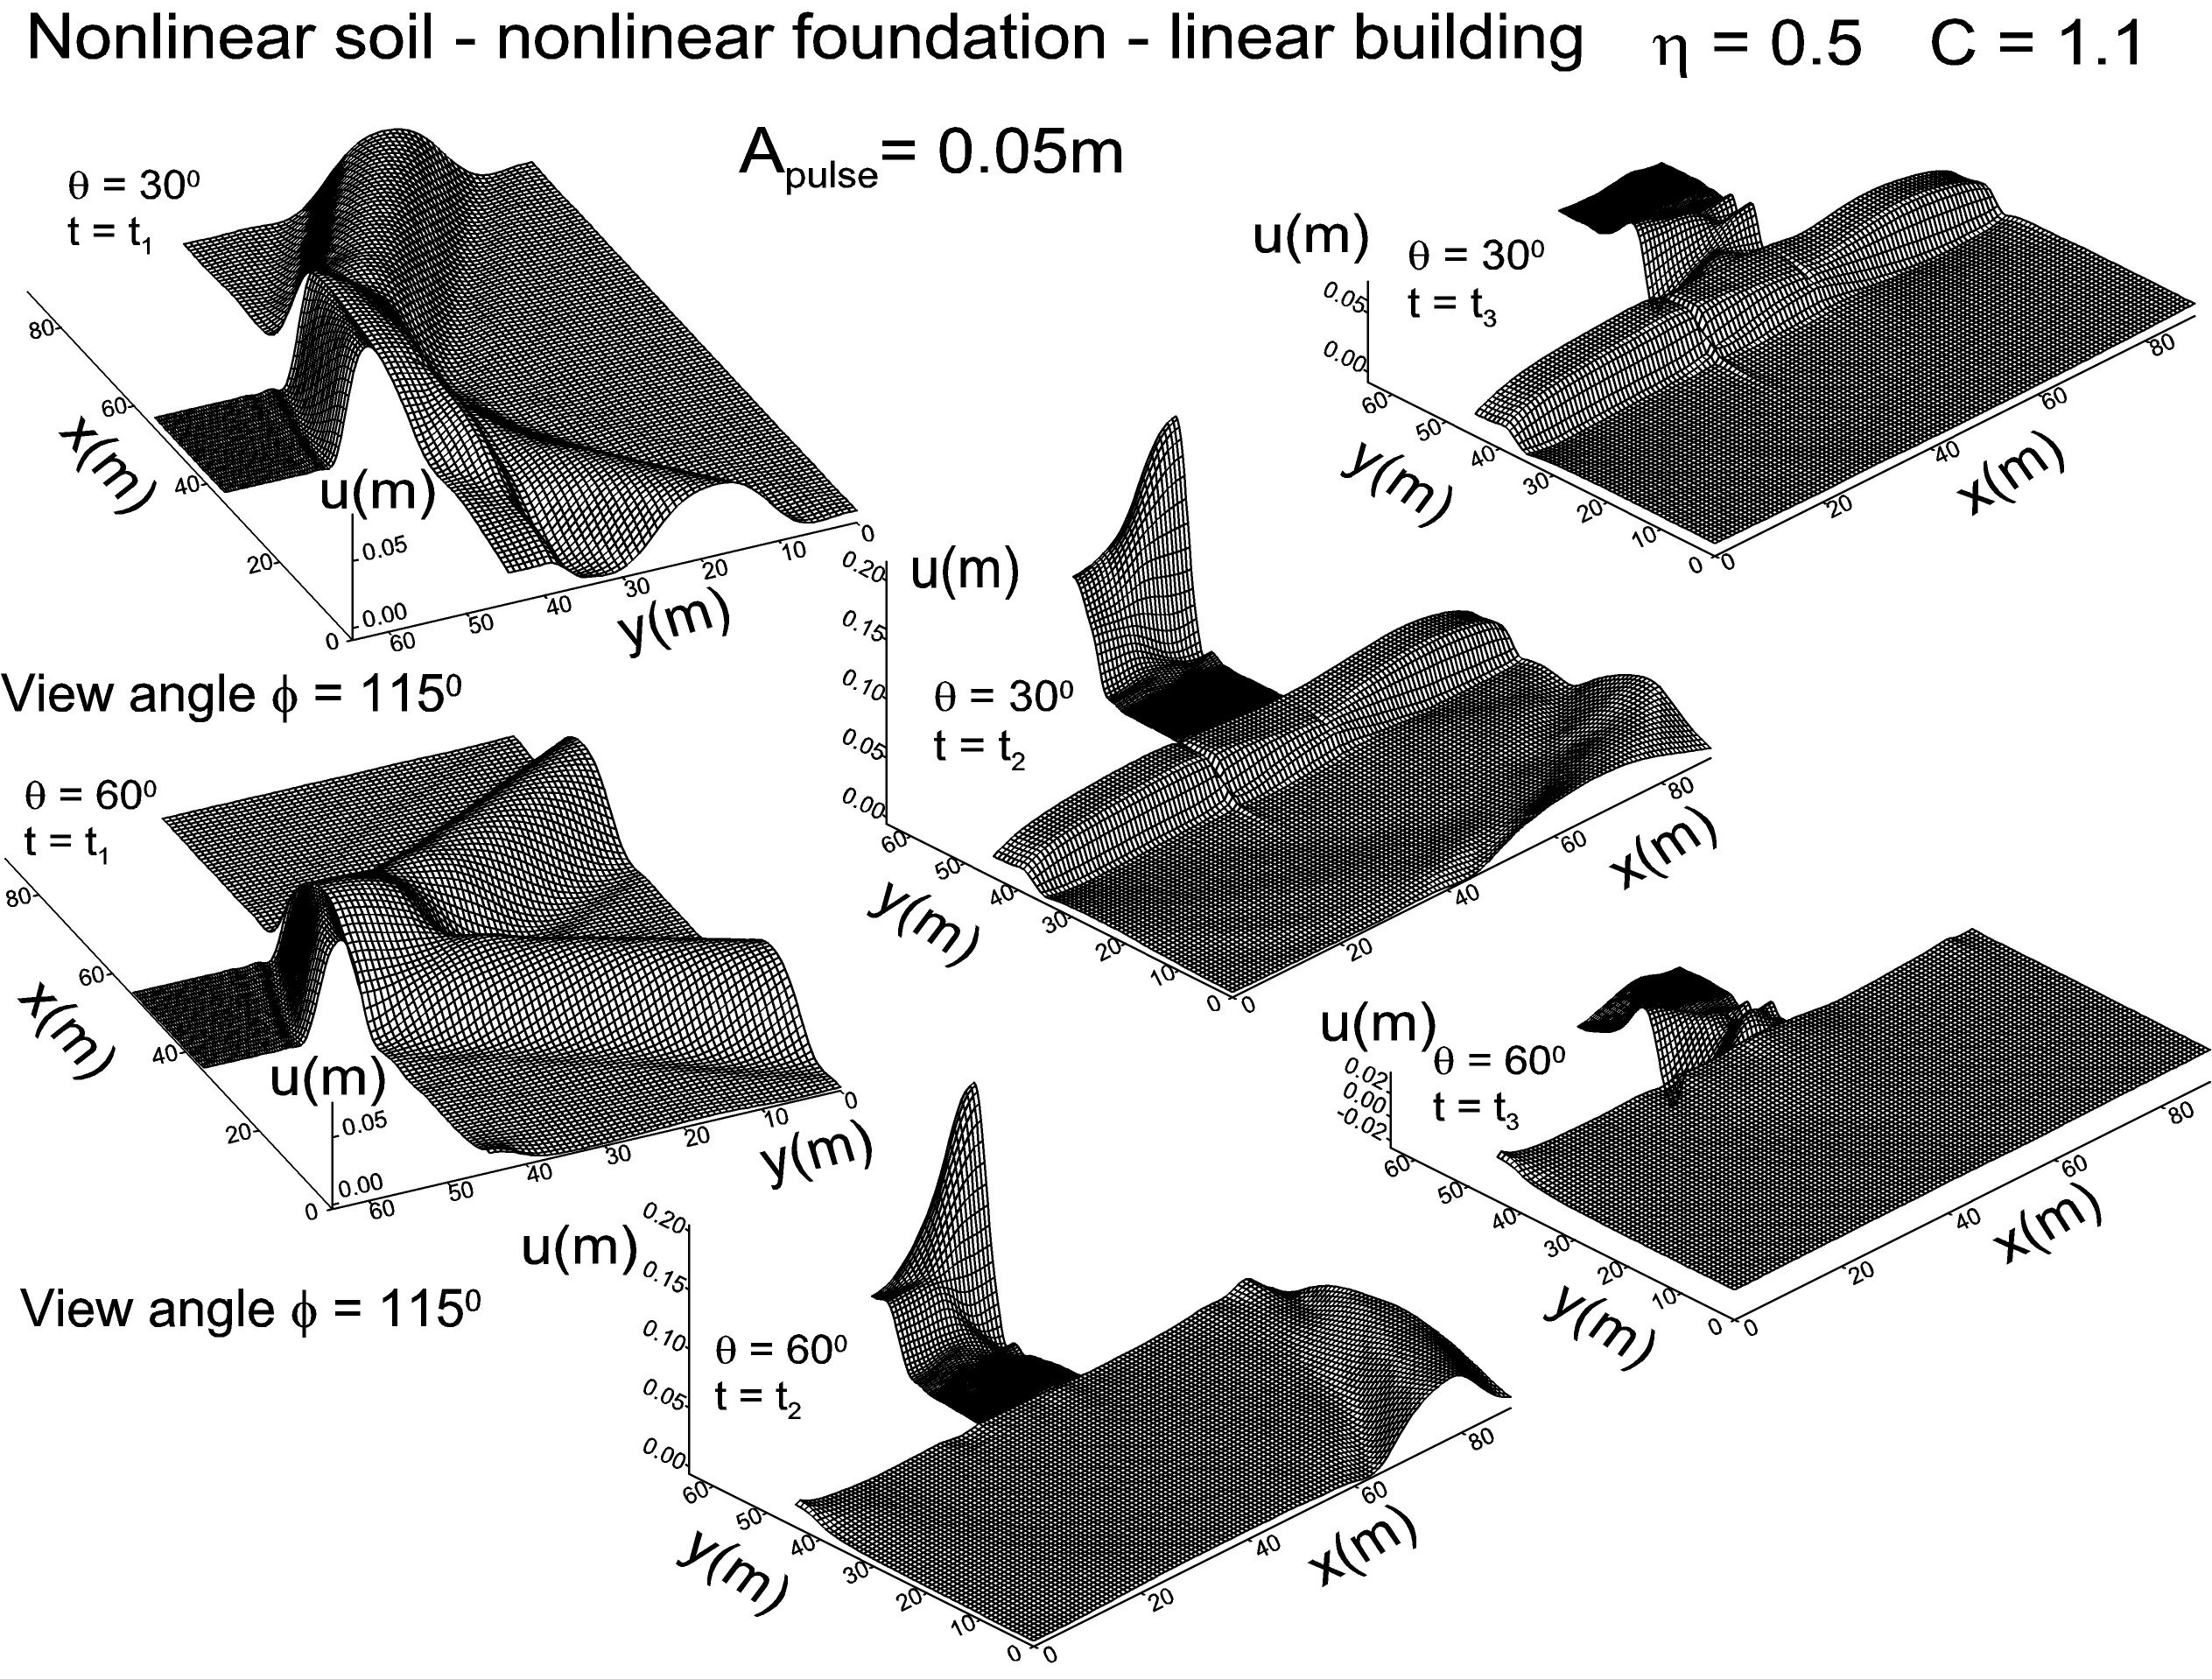 Nonlinear soil - nonlinear foundation - linear building η = 0.5 C = 1.1
A_pulse = 0.05m
θ = 30⁰
t = t₁
80
60
40
20
0
x(m)
u(m)
0.05
0.00
60
50
40
30
20
10
0
y(m)
View angle ϕ = 115⁰
u(m)
θ = 30⁰
t = t₃
0.05
0.00
60
50
40
30
20
10
0
y(m)
0
20
40
60
80
x(m)
0.20
u(m)
0.15
0.10
0.05
0.00
θ = 30⁰
t = t₂
60
50
40
30
20
10
0
y(m)
0
20
40
60
80
x(m)
θ = 60⁰
t = t₁
80
60
40
20
0
x(m)
u(m)
0.05
0.00
60
50
40
30
20
10
0
y(m)
View angle ϕ = 115⁰
u(m)
θ = 60⁰
t = t₃
0.02
0.00
-0.02
60
50
40
30
20
10
0
y(m)
0
20
40
60
80
x(m)
0.20
u(m)
0.15
0.10
0.05
0.00
θ = 60⁰
t = t₂
60
50
40
30
20
10
0
y(m)
0
20
40
60
80
x(m)